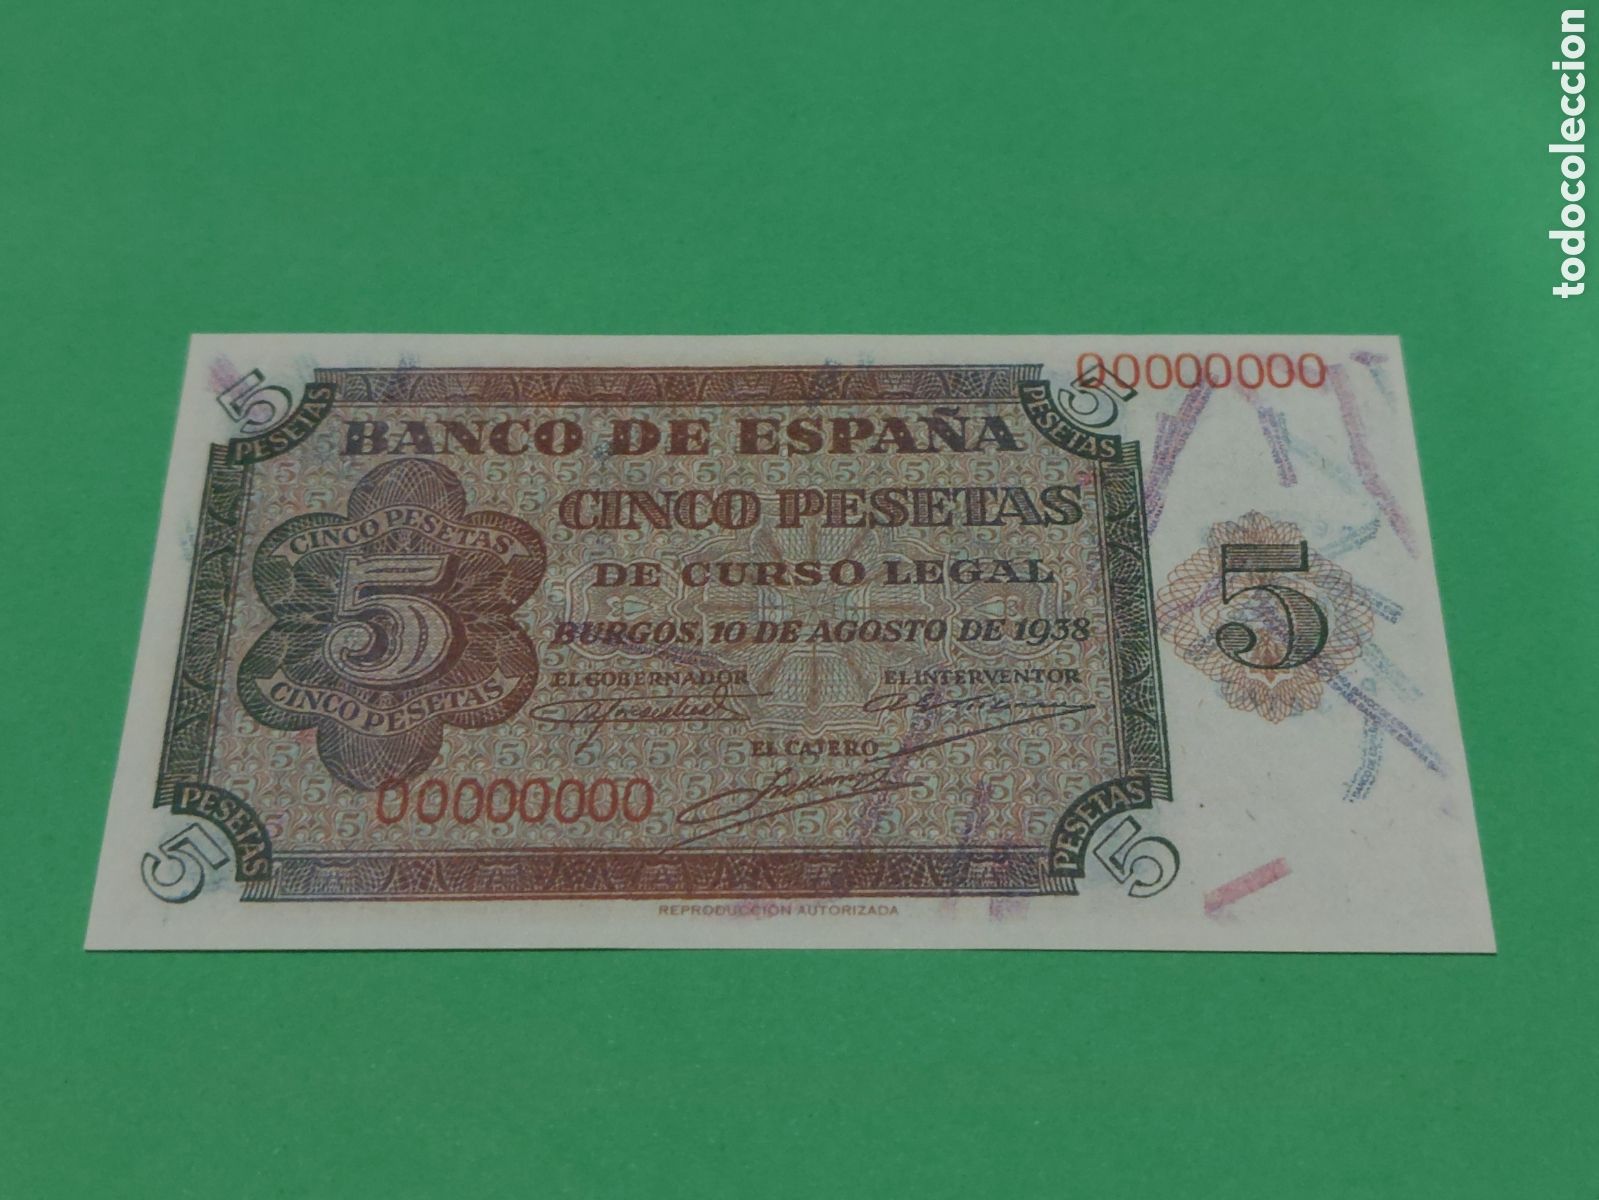 todocoleccion
00000000
5
5
PESETAS
PESETAS
BANCO DE ESPAÑA
CINCO PESETAS
CINCO PESETAS
5
CINCO PESETAS
DE CURSO LEGAL
BURGOS, 10 DE AGOSTO DE 1938
EL GOBERNADOR
EL INTERVENTOR
EL CAJERO
00000000
5
PESETAS
PESETAS
5
5
REPRODUCCIÓN AUTORIZADA